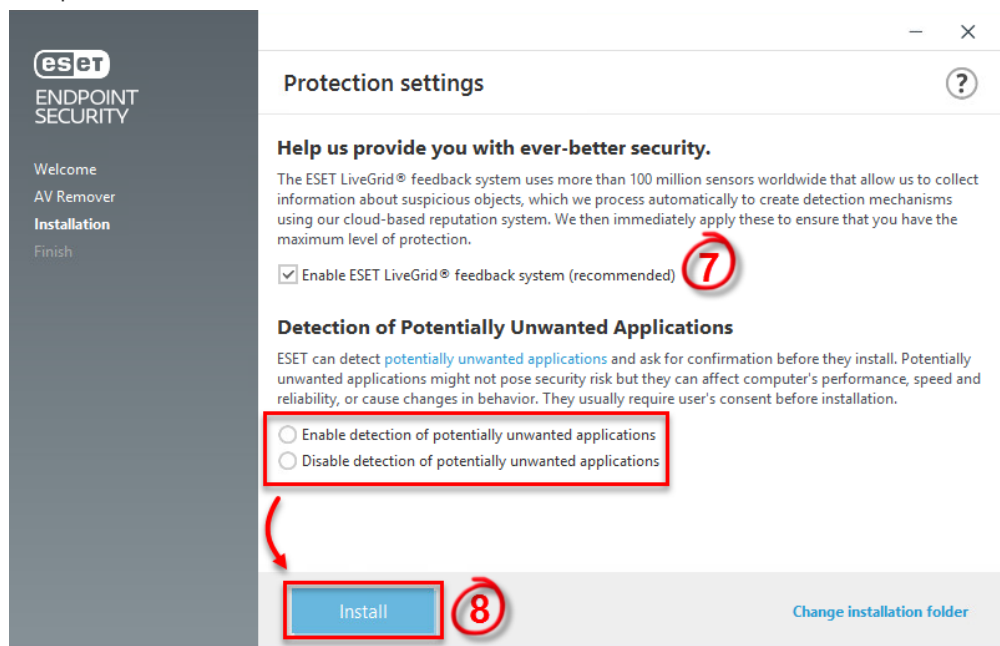 eset
ENDPOINT
SECURITY
Welcome
AV Remover
Installation
Finish
Protection settings
?
Help us provide you with ever-better security.
The ESET LiveGrid® feedback system uses more than 100 million sensors worldwide that allow us to collect
information about suspicious objects, which we process automatically to create detection mechanisms
using our cloud-based reputation system. We then immediately apply these to ensure that you have the
maximum level of protection.
Enable ESET LiveGrid® feedback system (recommended)
7
Detection of Potentially Unwanted Applications
ESET can detect potentially unwanted applications and ask for confirmation before they install. Potentially
unwanted applications might not pose security risk but they can affect computer's performance, speed and
reliability, or cause changes in behavior. They usually require user's consent before installation.
Enable detection of potentially unwanted applications
Disable detection of potentially unwanted applications
Install
8
Change installation folder